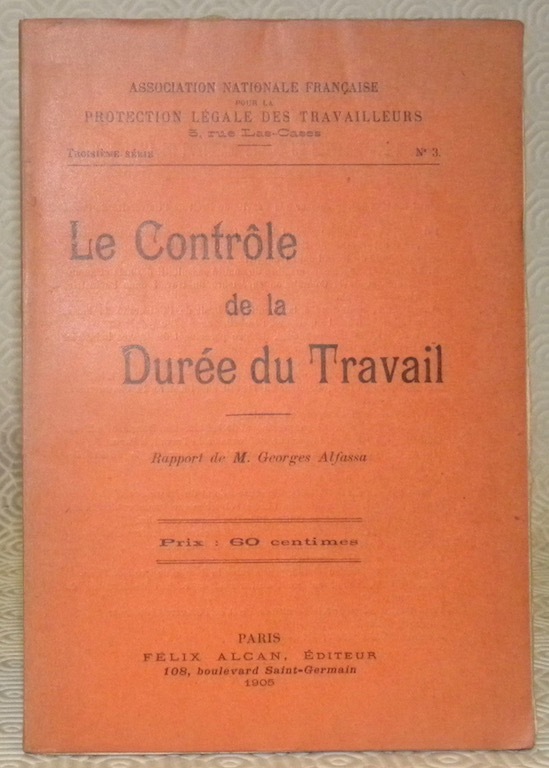 ASSOCIATION NATIONALE FRANÇAISE
POUR LA
PROTECTION LÉGALE DES TRAVAILLEURS
5, rue Las-Cases
TROISIÈME SÉRIE N° 3.
Le Contrôle
de la
Durée du Travail
Rapport de M. Georges Alfassa
Prix : 60 centimes
PARIS
FÉLIX ALCAN, ÉDITEUR
108, boulevard Saint-Germain
1905